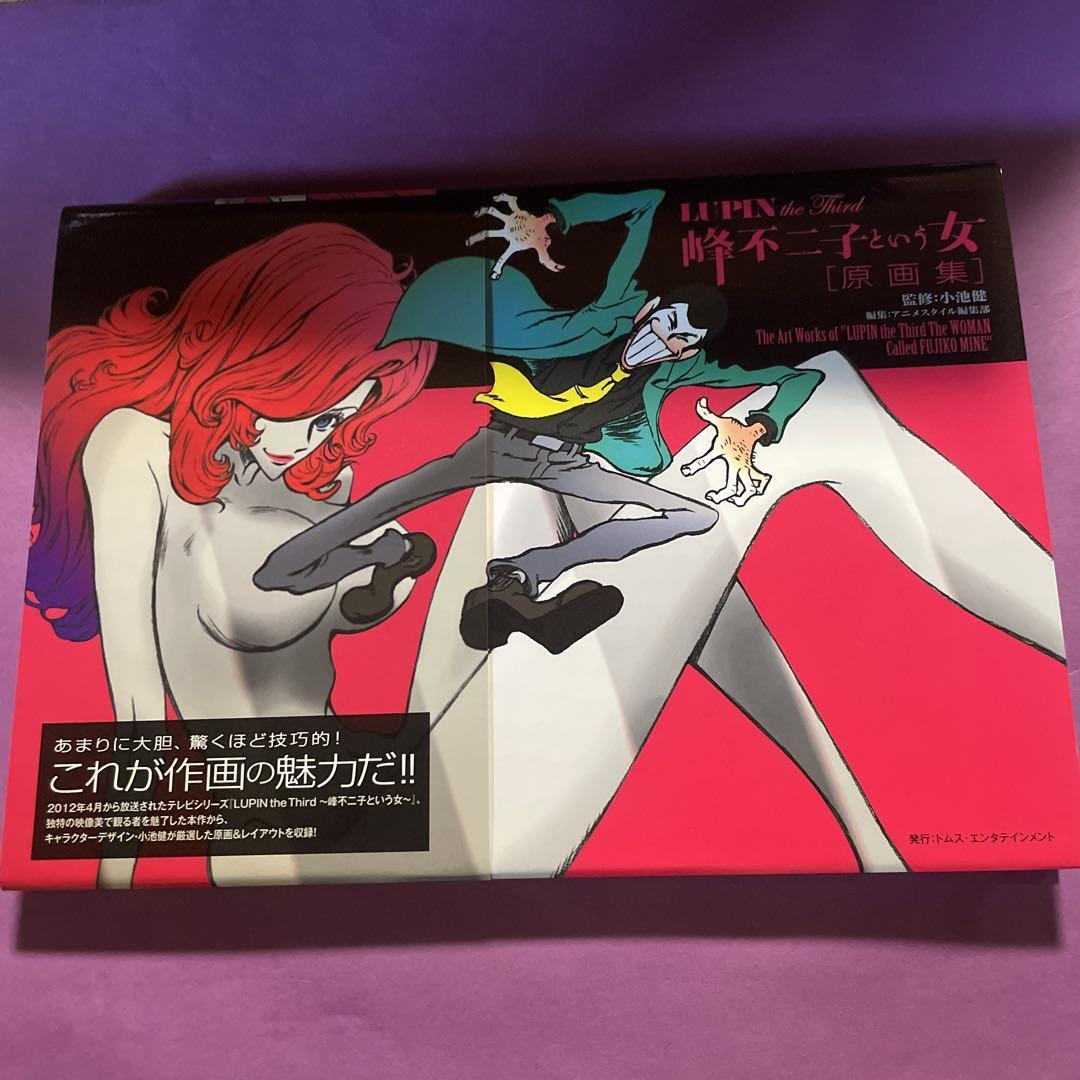 LUPIN the Third
峰不二子という女
[原画集]
監修:小池健
編集:アニメスタイル編集部
The Art Works of "LUPIN the Third The WOMAN
Called FUJIKO MINE"
あまりに大胆、驚くほど技巧的!
これが作画の魅力だ!!
2012年4月から放送されたテレビシリーズ『LUPIN the Third ～峰不二子という女～』。
独特の映像美で観る者を魅了した本作から、
キャラクターデザイン・小池健が厳選した原画&レイアウトを収録!
発行:トムス・エンタテインメント